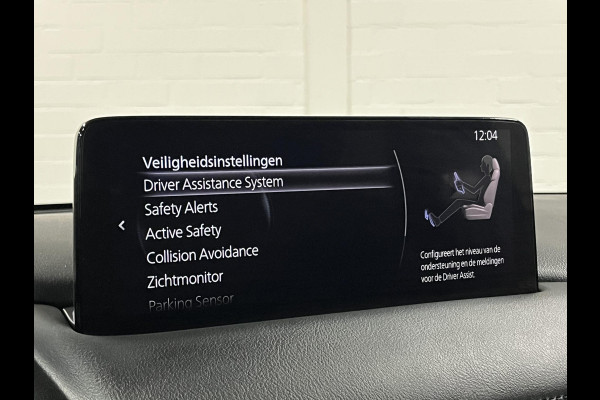 12:04
Veiligheidsinstellingen
Driver Assistance System
Safety Alerts
Active Safety
Collision Avoidance
Zichtmonitor
Parking Sensor
Configureert het niveau van de
ondersteuning en de meldingen
voor de Driver Assist.